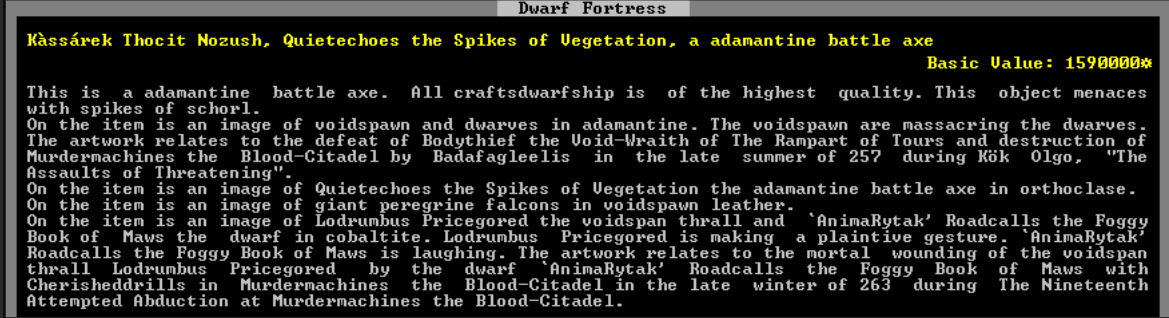 Dwarf Fortress
Kàssárek Thocit Nozush, Quietechoes the Spikes of Vegetation, a adamantine battle axe
Basic Value: 1590000☼
This is a adamantine battle axe. All craftsdwarfship is of the highest quality. This object menaces
with spikes of schorl.
On the item is an image of voidspawn and dwarves in adamantine. The voidspawn are massacring the dwarves.
The artwork relates to the defeat of Bodythief the Void-Wraith of The Rampart of Tours and destruction of
Murdermachines the Blood-Citadel by Badafagleelis in the late summer of 257 during Kök Olgo, "The
Assaults of Threatening".
On the item is an image of Quietechoes the Spikes of Vegetation the adamantine battle axe in orthoclase.
On the item is an image of giant peregrine falcons in voidspawn leather.
On the item is an image of Lodrumbus Pricegored the voidspan thrall and `AnimaRytak' Roadcalls the Foggy
Book of Maws the dwarf in cobaltite. Lodrumbus Pricegored is making a plaintive gesture. `AnimaRytak'
Roadcalls the Foggy Book of Maws is laughing. The artwork relates to the mortal wounding of the voidspan
thrall Lodrumbus Pricegored by the dwarf `AnimaRytak' Roadcalls the Foggy Book of Maws with
Cherisheddrills in Murdermachines the Blood-Citadel in the late winter of 263 during The Nineteenth
Attempted Abduction at Murdermachines the Blood-Citadel.